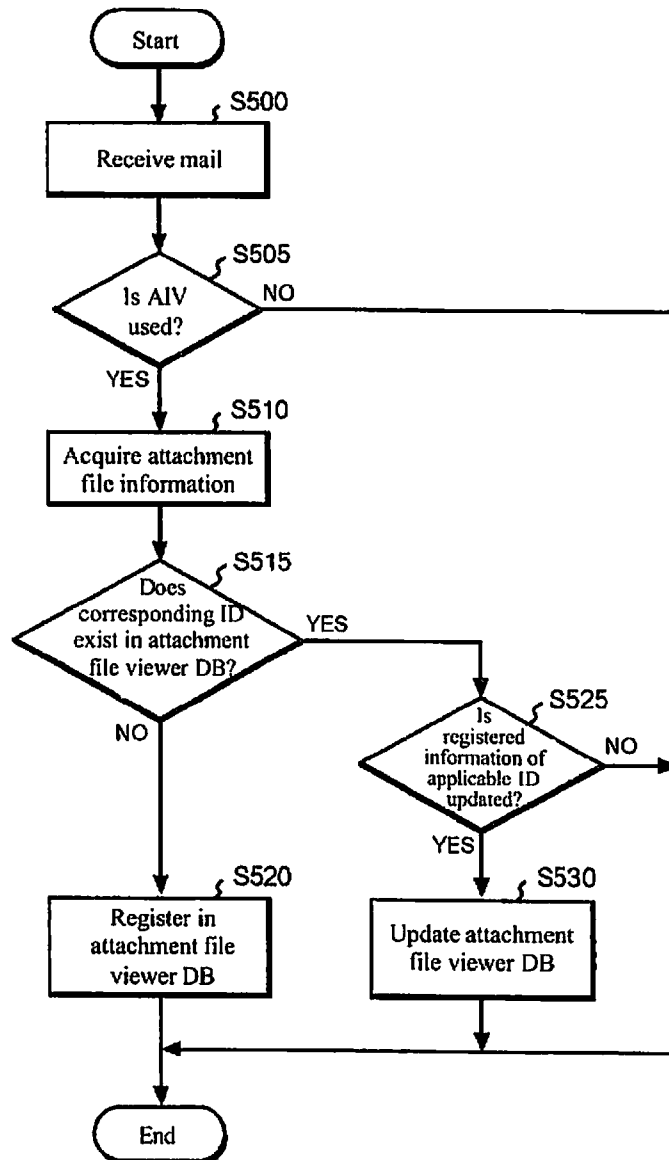 Start
S500
Receive mail
S505
Is AIV
used?
NO
YES
S510
Acquire attachment
file information
S515
Does
corresponding ID
exist in attachment
file viewer DB?
YES
NO
S525
Is
registered
information of
applicable ID
updated?
NO
YES
S520
Register in
attachment file
viewer DB
S530
Update attachment
file viewer DB
End